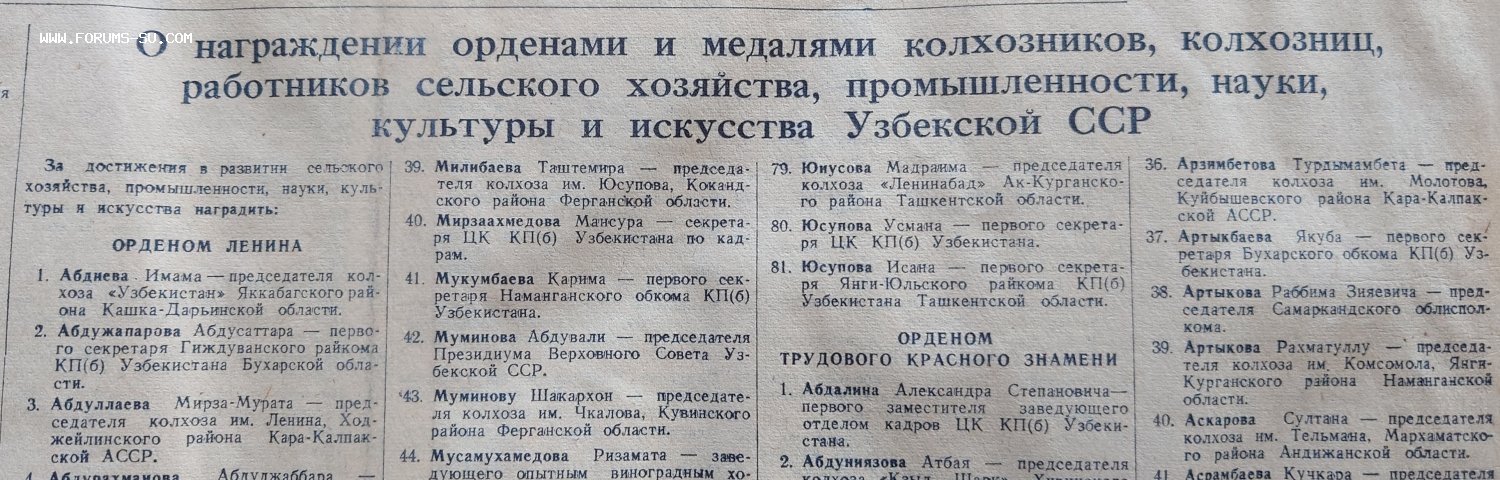 WWW.FORUMS-SU.COM
О награждении орденами и медалями колхозников, колхозниц,
работников сельского хозяйства, промышленности, науки,
культуры и искусства Узбекской ССР
я
За достижения в развитии сельского
хозяйства, промышленности, науки, куль-
туры и искусства наградить:
ОРДЕНОМ ЛЕНИНА
1. Абдиева Имама — председателя кол-
хоза «Узбекистан» Яккабагского рай-
она Кашка-Дарьинской области.
2. Абдужапарова Абдусаттара — перво-
го секретаря Гиждуванского райкома
КП(б) Узбекистана Бухарской обла-
сти.
3. Абдуллаева Мирза-Мурата — пред-
седателя колхоза им. Ленина, Ход-
жейлинского района Кара-Калпак-
ской АССР.
4. Абдурахманова Абдуджаббара —
39. Милибаева Таштемира — председа-
теля колхоза им. Юсупова, Коканд-
ского района Ферганской области.
40. Мирзаахмедова Мансура — секрета-
ря ЦК КП(б) Узбекистана по кад-
рам.
41. Мукумбаева Карима — первого сек-
ретаря Наманганского обкома КП(б)
Узбекистана.
42. Муминова Абдували — председателя
Президиума Верховного Совета Уз-
бекской ССР.
43. Муминову Шакархон — председате-
ля колхоза им. Чкалова, Кувинского
района Ферганской области.
44. Мусамухамедова Ризамата — заве-
дующего опытным виноградным хо-
79. Юнусова Мадраима — председателя
колхоза «Ленинабад» Ак-Курганско-
го района Ташкентской области.
80. Юсупова Усмана — первого секрета-
ря ЦК КП(б) Узбекистана.
81. Юсупова Исана — первого секрета-
ря Янги-Юльского райкома КП(б)
Узбекистана Ташкентской области.
ОРДЕНОМ
ТРУДОВОГО КРАСНОГО ЗНАМЕНИ
1. Абдалина Александра Степановича—
первого заместителя заведующего
отделом кадров ЦК КП(б) Узбеки-
стана.
2. Абдуниязова Атбая — председателя
колхоза «Кзыл Шарк»
36. Арзимбетова Турдымамбета — пред-
седателя колхоза им. Молотова,
Куйбышевского района Кара-Калпак-
ской АССР.
37. Артыкбаева Якуба — первого сек-
ретаря Бухарского обкома КП(б) Уз-
бекистана.
38. Артыкова Раббима Зияевича — пред-
седателя Самаркандского облиспол-
кома.
39. Артыкова Рахматуллу — председа-
теля колхоза им. Комсомола, Янги-
Курганского района Наманганской
области.
40. Аскарова Султана — председателя
колхоза им. Тельмана, Мархаматско-
го района Андижанской области.
41. Асрамбаева Кучкара — председателя